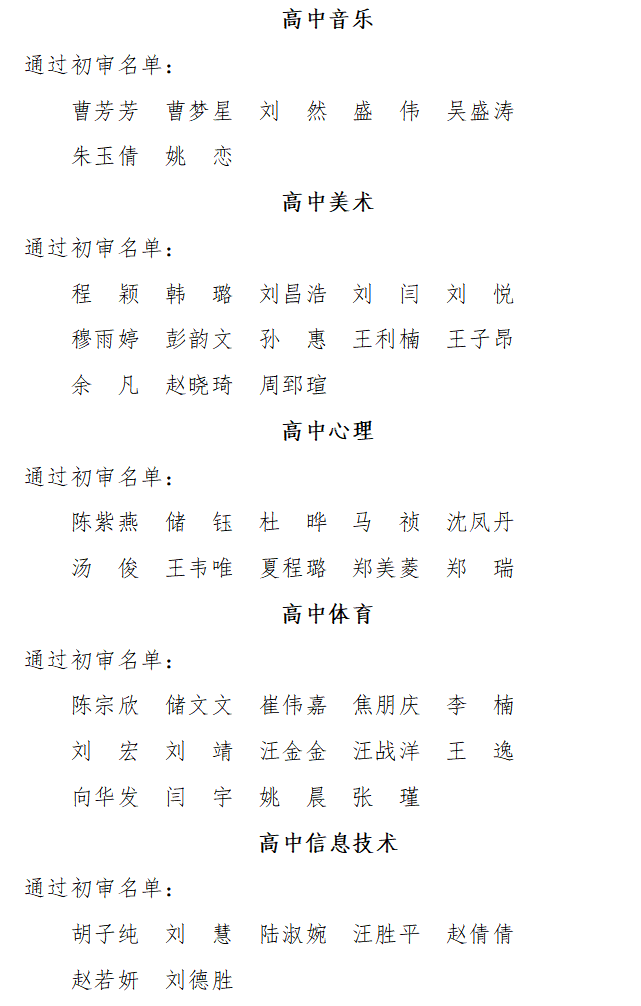 高中音乐
通过初审名单：
曹芳芳 曹梦星 刘 然 盛 伟 吴盛涛
朱玉倩 姚 恋
高中美术
通过初审名单：
程 颖 韩 璐 刘昌浩 刘 闫 刘 悦
穆雨婷 彭韵文 孙 惠 王利楠 王子昂
余 凡 赵晓琦 周郅瑄
高中心理
通过初审名单：
陈紫燕 储 钰 杜 晔 马 祯 沈凤丹
汤 俊 王韦唯 夏程璐 郑美菱 郑 瑞
高中体育
通过初审名单：
陈宗欣 储文文 崔伟嘉 焦朋庆 李 楠
刘 宏 刘 靖 汪金金 汪战洋 王 逸
向华发 闫 宇 姚 晨 张 瑾
高中信息技术
通过初审名单：
胡子纯 刘 慧 陆淑婉 汪胜平 赵倩倩
赵若妍 刘德胜